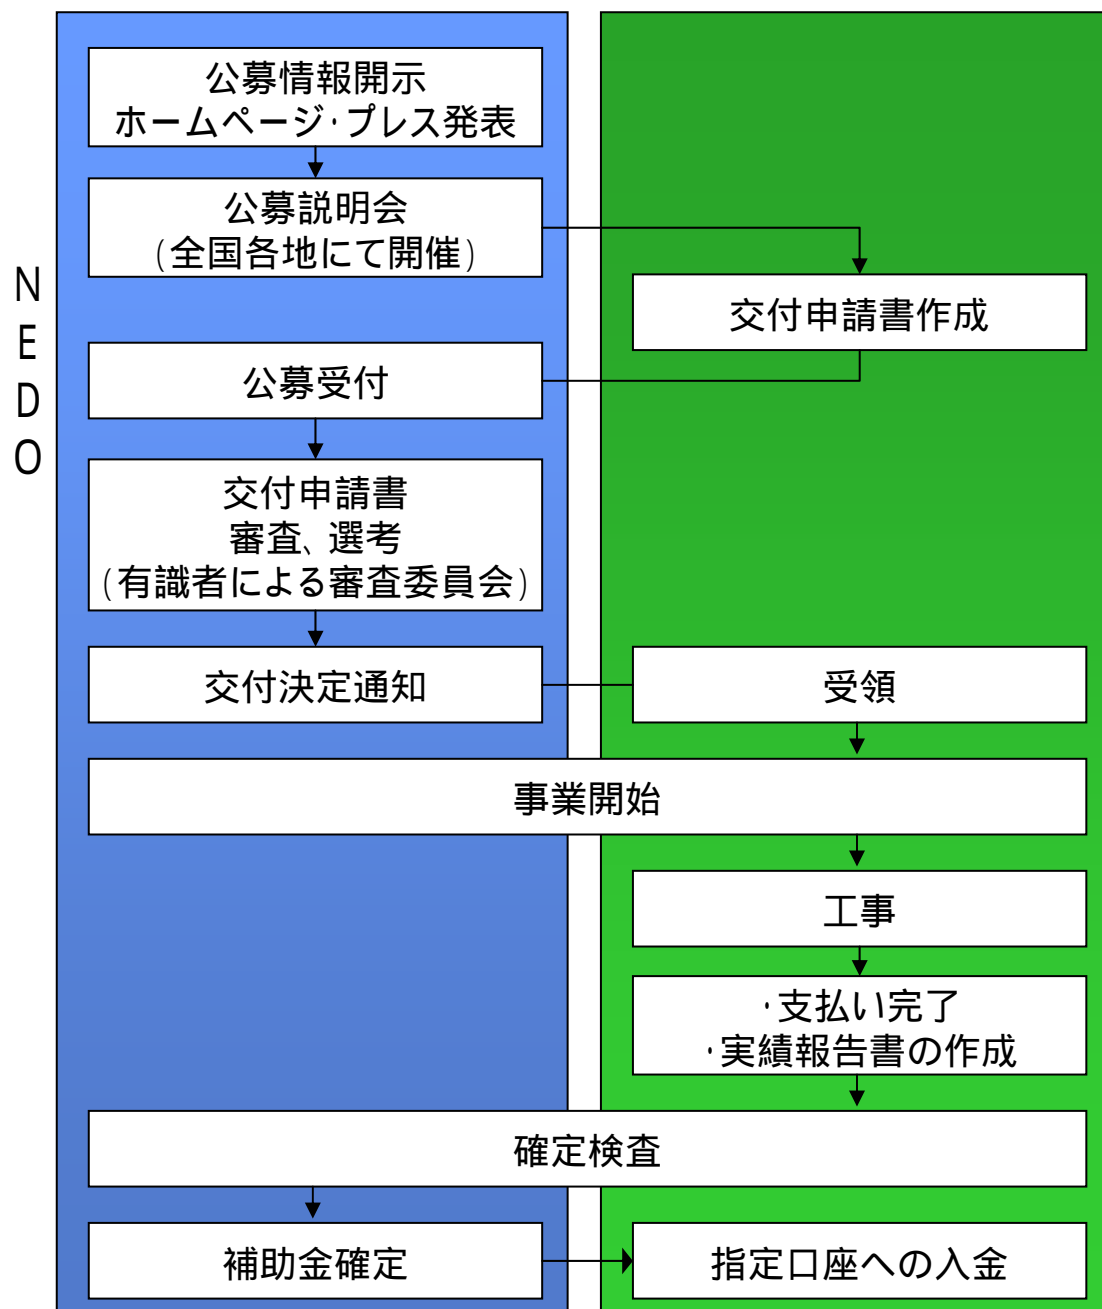 NEDO
公募情報開示
ホームページ・プレス発表
公募説明会
(全国各地にて開催)
交付申請書作成
公募受付
交付申請書
審査、選考
(有識者による審査委員会)
交付決定通知
受領
事業開始
工事
・支払い完了
・実績報告書の作成
確定検査
補助金確定
指定口座への入金